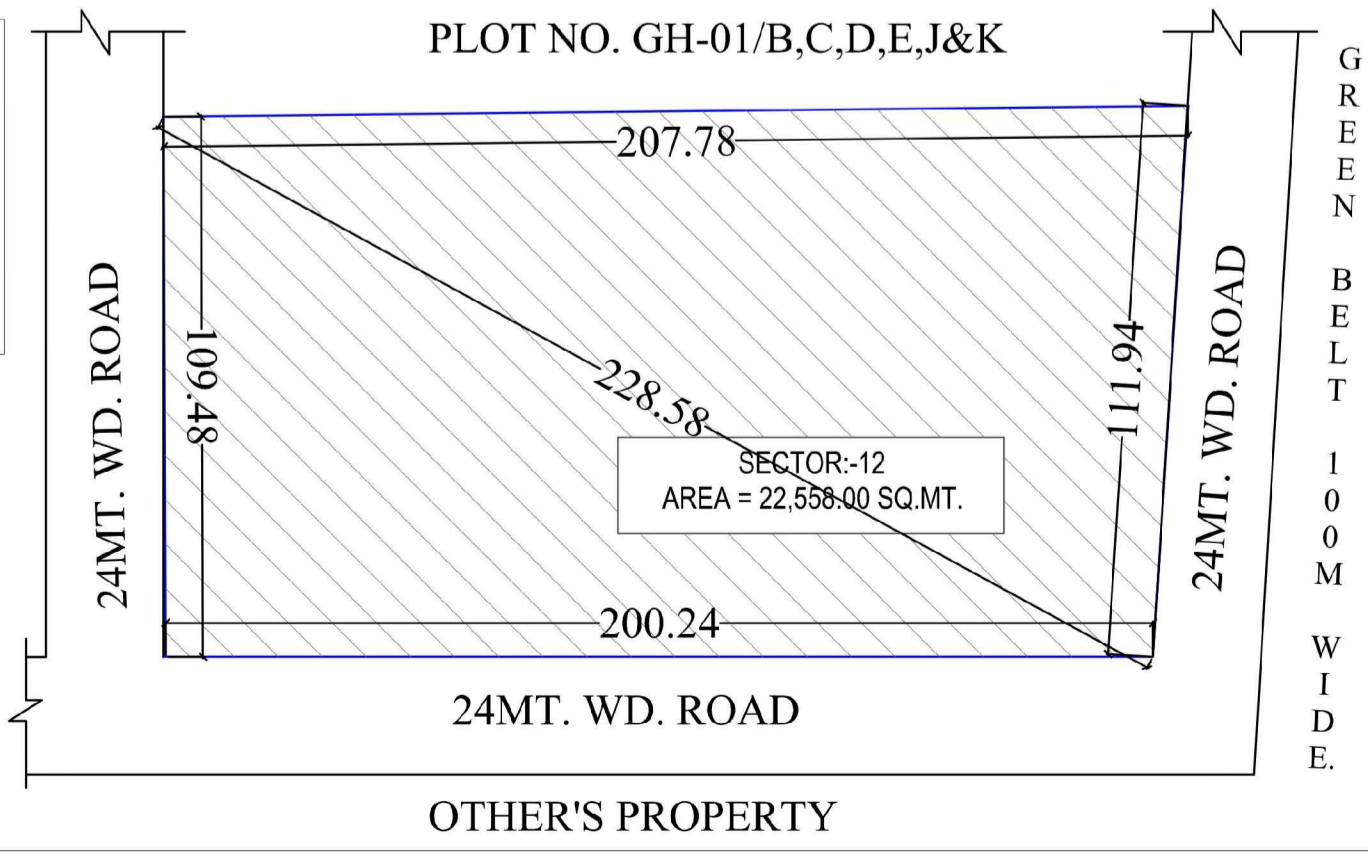 PLOT NO. GH-01/B,C,D,E,J&K
207.78
24MT. WD. ROAD
109.48
228.58
SECTOR:-12
AREA = 22,558.00 SQ.MT.
111.94
24MT. WD. ROAD
GREEN BELT 100M WIDE.
200.24
24MT. WD. ROAD
OTHER'S PROPERTY